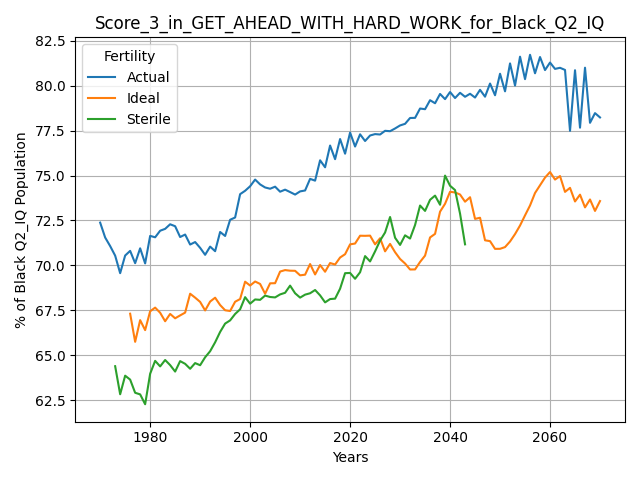 Score_3_in_GET_AHEAD_WITH_HARD_WORK_for_Black_Q2_IQ
% of Black Q2_IQ Population
82.5
80.0
77.5
75.0
72.5
70.0
67.5
65.0
62.5
Fertility
Actual
Ideal
Sterile
1980
2000
2020
2040
2060
Years